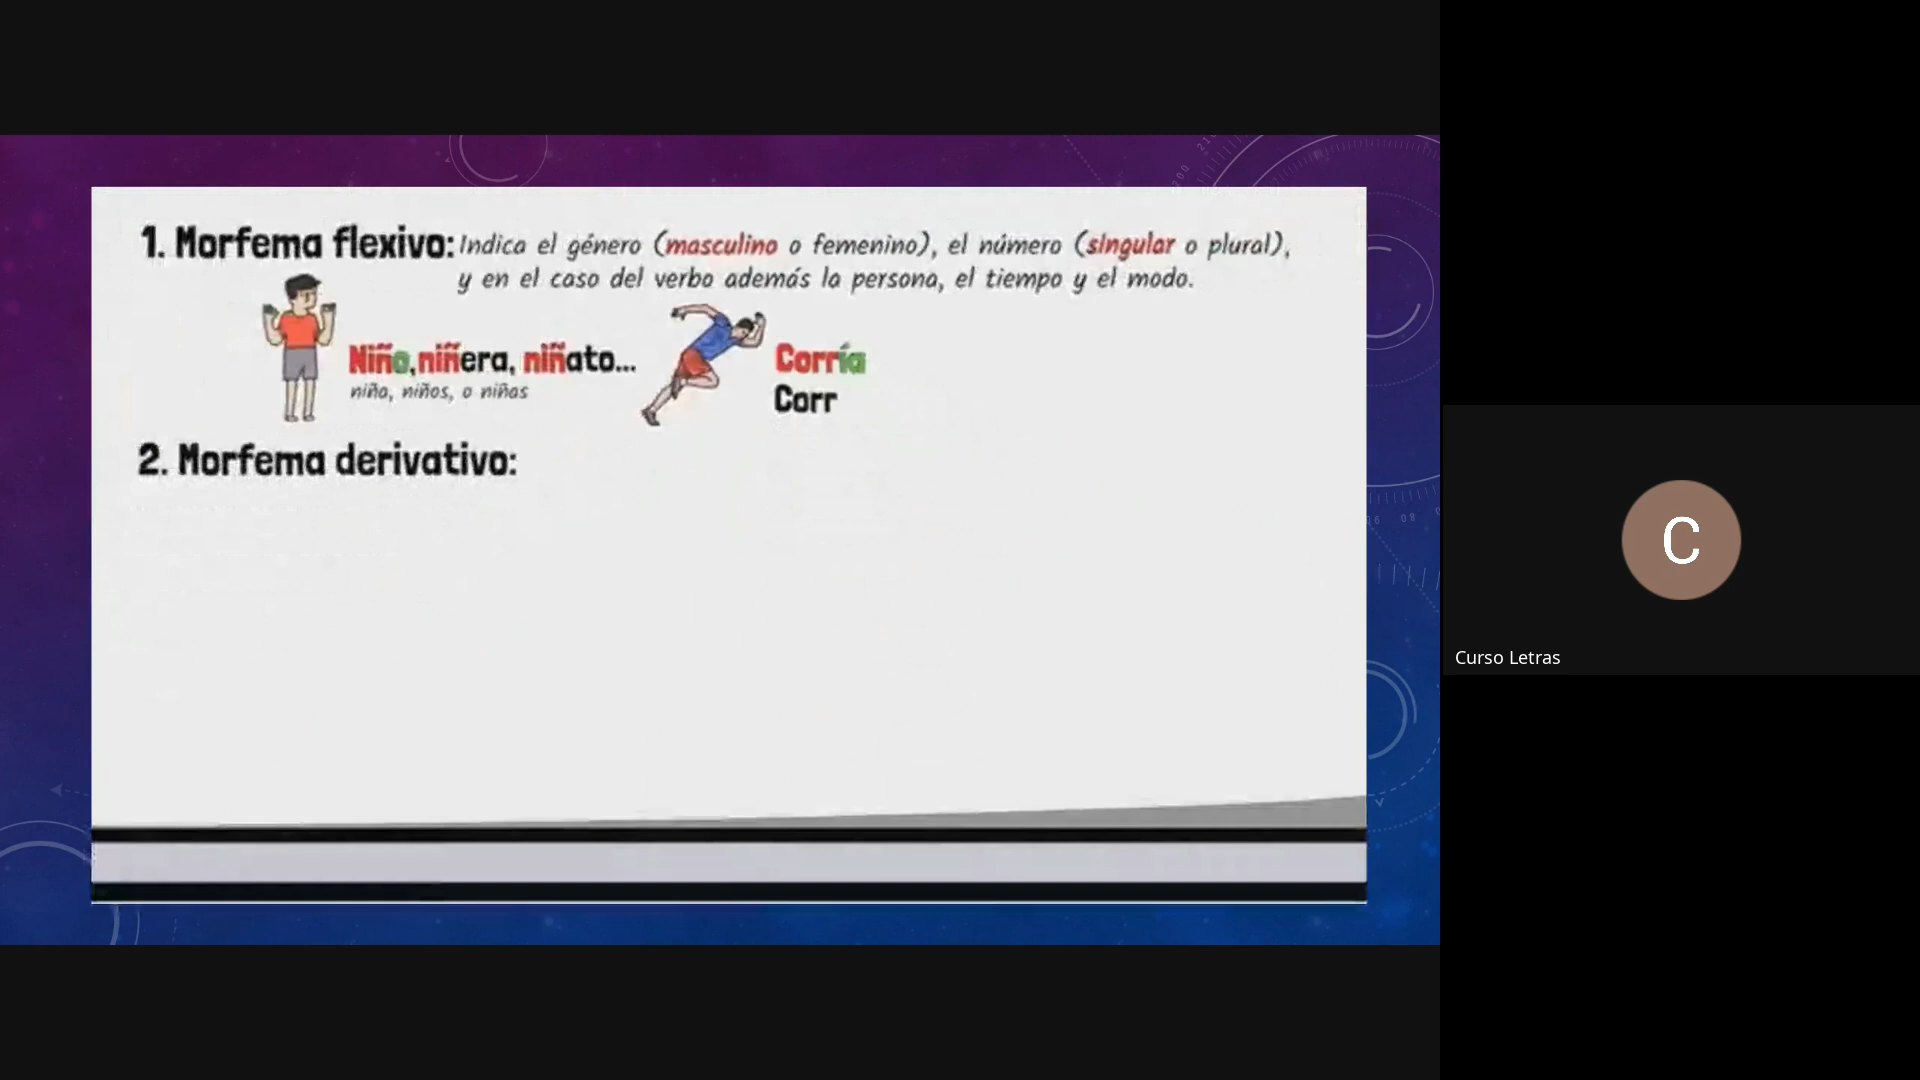 1. Morfema flexivo: Indica el género (masculino o femenino), el número (singular o plural),
y en el caso del verbo además la persona, el tiempo y el modo.
Niño, niñera, niñato...
niña, niños, o niñas
Corría
Corr
2. Morfema derivativo:
C
Curso Letras